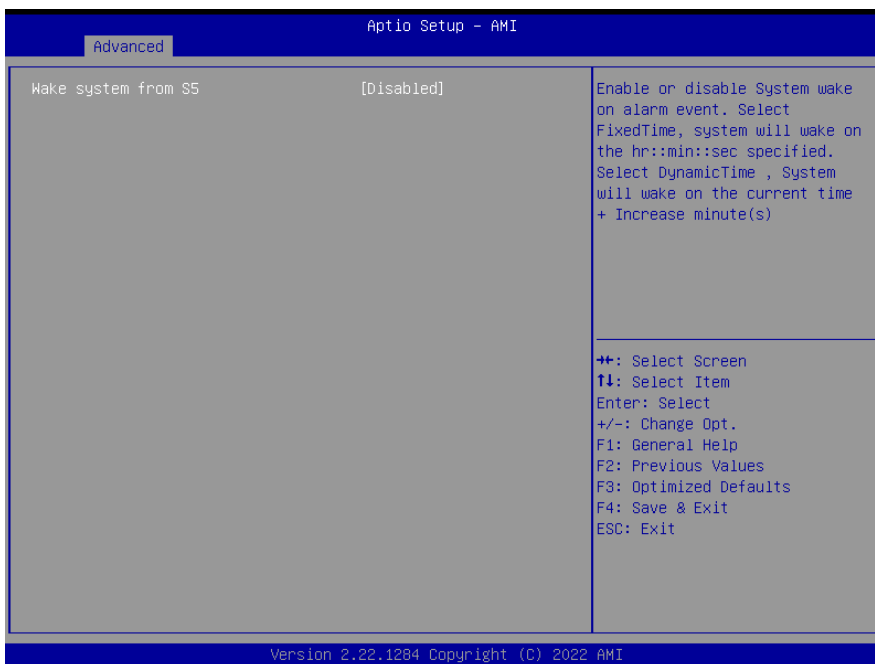 Aptio Setup – AMI
Advanced
Wake system from S5 [Disabled]
Enable or disable System wake
on alarm event. Select
FixedTime, system will wake on
the hr::min::sec specified.
Select DynamicTime , System
will wake on the current time
+ Increase minute(s)
→←: Select Screen
↑↓: Select Item
Enter: Select
+/-: Change Opt.
F1: General Help
F2: Previous Values
F3: Optimized Defaults
F4: Save & Exit
ESC: Exit
Version 2.22.1284 Copyright (C) 2022 AMI